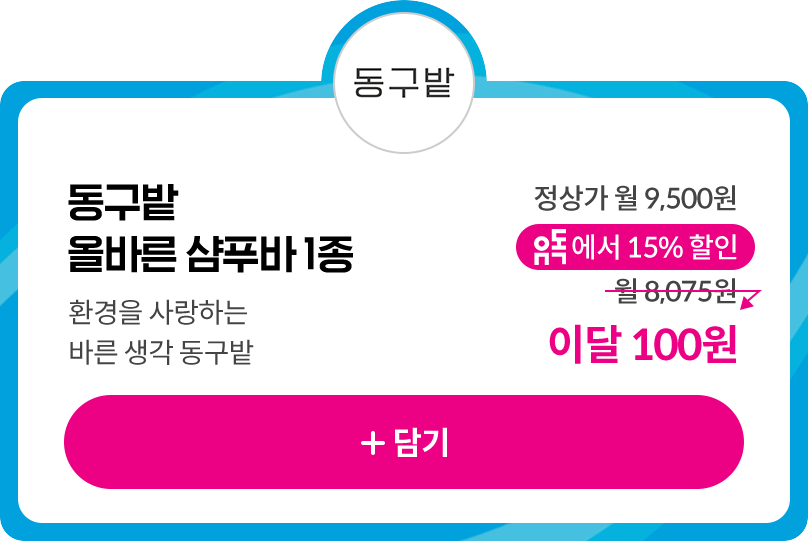 동구밭
동구밭
올바른 샴푸바 1종
환경을 사랑하는
바른 생각 동구밭
정상가 월 9,500원
유독에서 15% 할인
월 8,075원
이달 100원
+ 담기